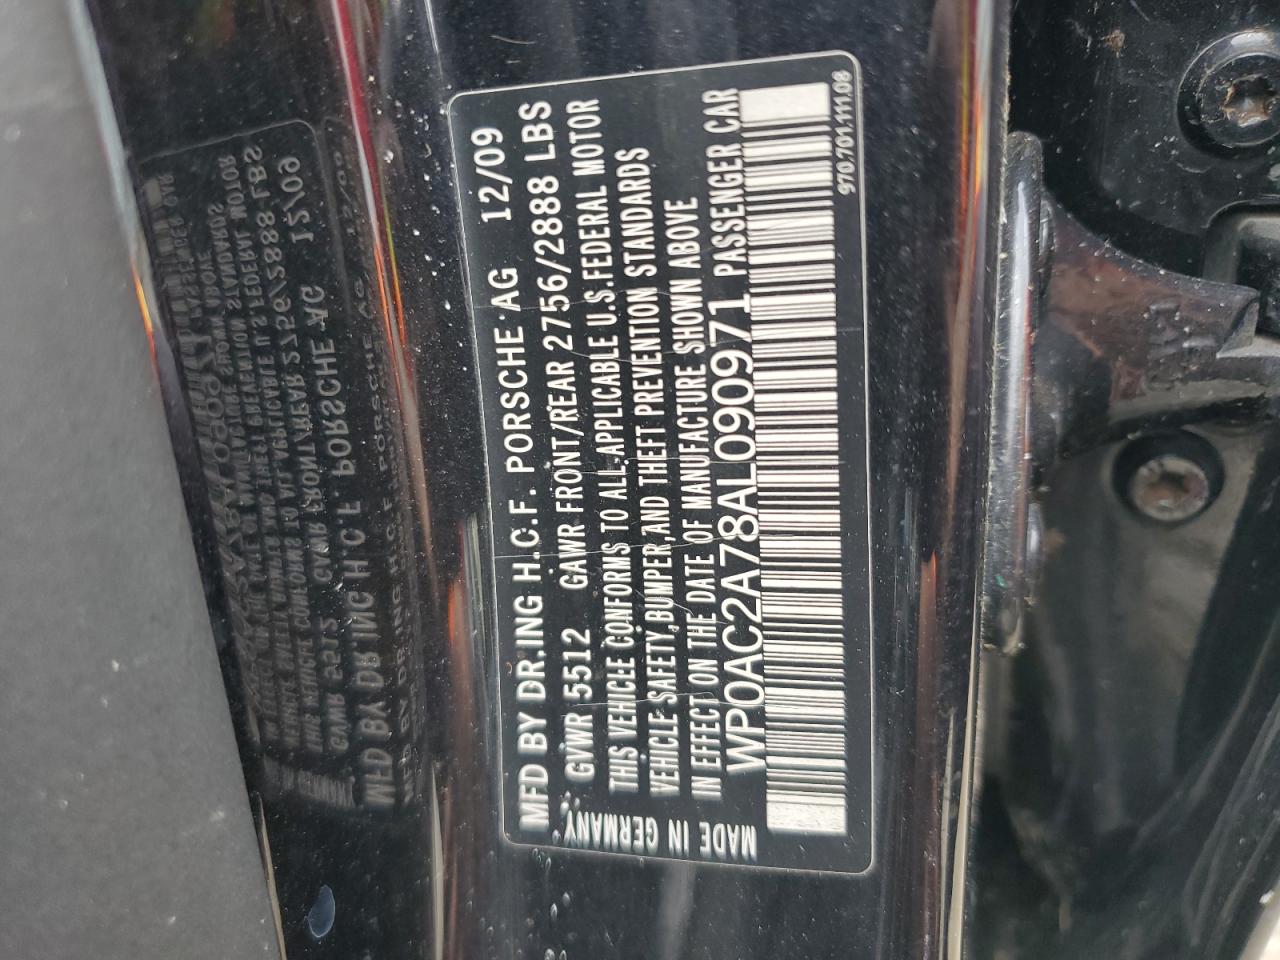 MFD BY DR.ING H.C.F. PORSCHE AG 12/09
GVWR 5512 GAWR FRONT/REAR 2756/2888 LBS
THIS VEHICLE CONFORMS TO ALL APPLICABLE U.S.FEDERAL MOTOR
VEHICLE SAFETY,BUMPER,AND THEFT PREVENTION STANDARDS
IN EFFECT ON THE DATE OF MANUFACTURE SHOWN ABOVE
WP0AC2A78AL090971 PASSENGER CAR
MADE IN GERMANY
970.701.111.08